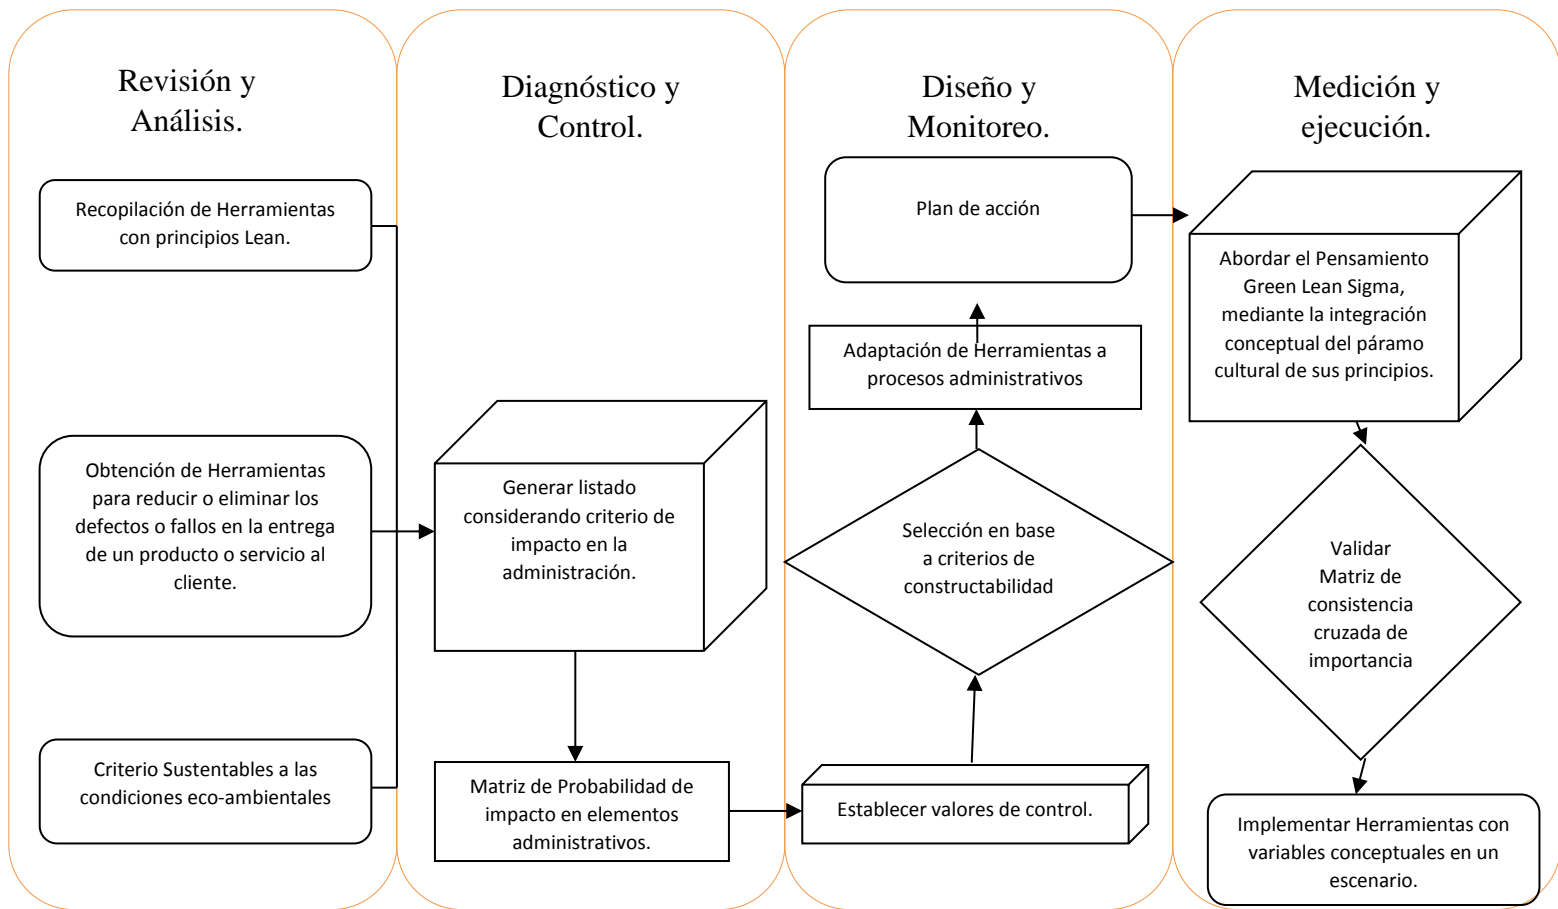 Revisión y
Análisis.
Recopilación de Herramientas
con principios Lean.
Obtención de Herramientas
para reducir o eliminar los
defectos o fallos en la entrega
de un producto o servicio al
cliente.
Criterio Sustentables a las
condiciones eco-ambientales
Diagnóstico y
Control.
Generar listado
considerando criterio de
impacto en la
administración.
Matriz de Probabilidad de
impacto en elementos
administrativos.
Diseño y
Monitoreo.
Plan de acción
Adaptación de Herramientas a
procesos administrativos
Selección en base
a criterios de
constructabilidad
Establecer valores de control.
Medición y
ejecución.
Abordar el Pensamiento
Green Lean Sigma,
mediante la integración
conceptual del páramo
cultural de sus principios.
Validar
Matriz de
consistencia
cruzada de
importancia
Implementar Herramientas con
variables conceptuales en un
escenario.